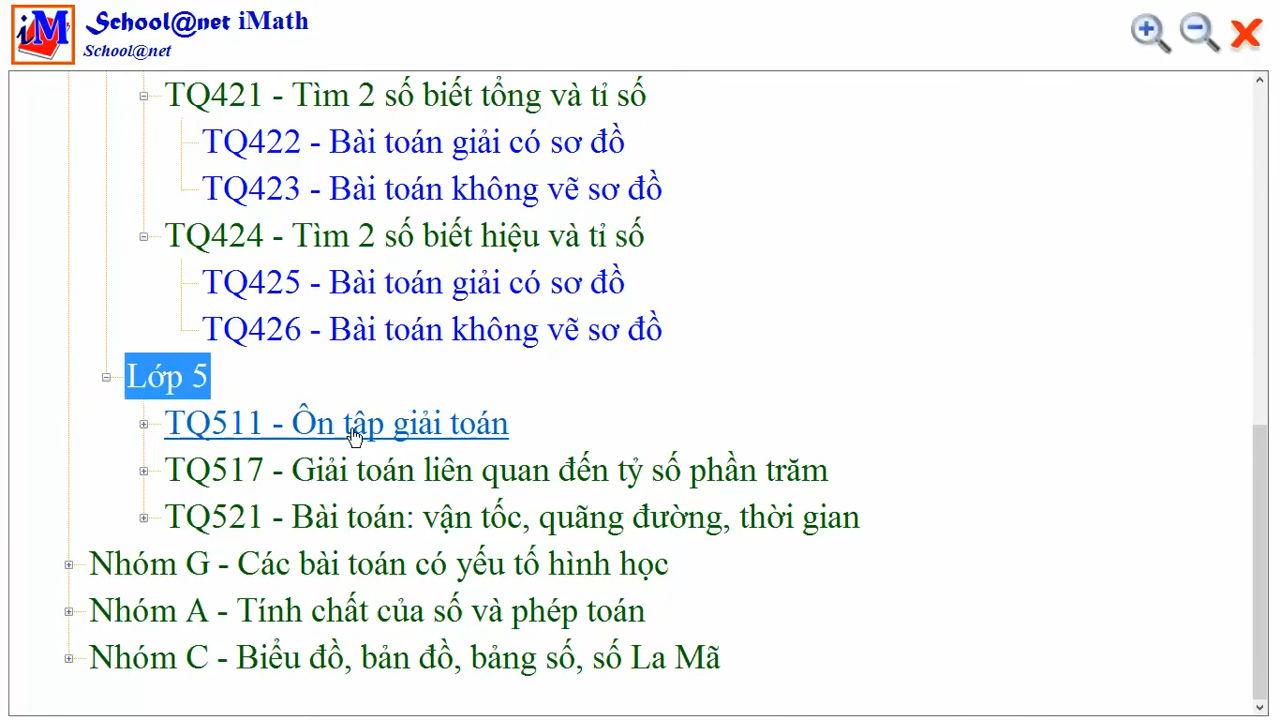 iM School@net iMath
School@net
TQ421 - Tìm 2 số biết tổng và tỉ số
TQ422 - Bài toán giải có sơ đồ
TQ423 - Bài toán không vẽ sơ đồ
TQ424 - Tìm 2 số biết hiệu và tỉ số
TQ425 - Bài toán giải có sơ đồ
TQ426 - Bài toán không vẽ sơ đồ
Lớp 5
TQ511 - Ôn tập giải toán
TQ517 - Giải toán liên quan đến tỷ số phần trăm
TQ521 - Bài toán: vận tốc, quãng đường, thời gian
Nhóm G - Các bài toán có yếu tố hình học
Nhóm A - Tính chất của số và phép toán
Nhóm C - Biểu đồ, bản đồ, bảng số, số La Mã